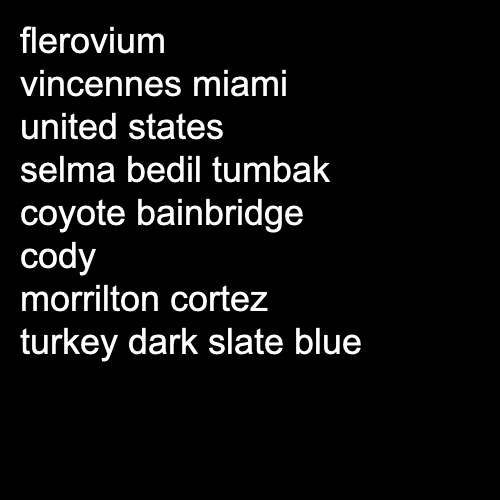 flerovium
vincennes miami
united states
selma bedil tumbak
coyote bainbridge
cody
morrilton cortez
turkey dark slate blue